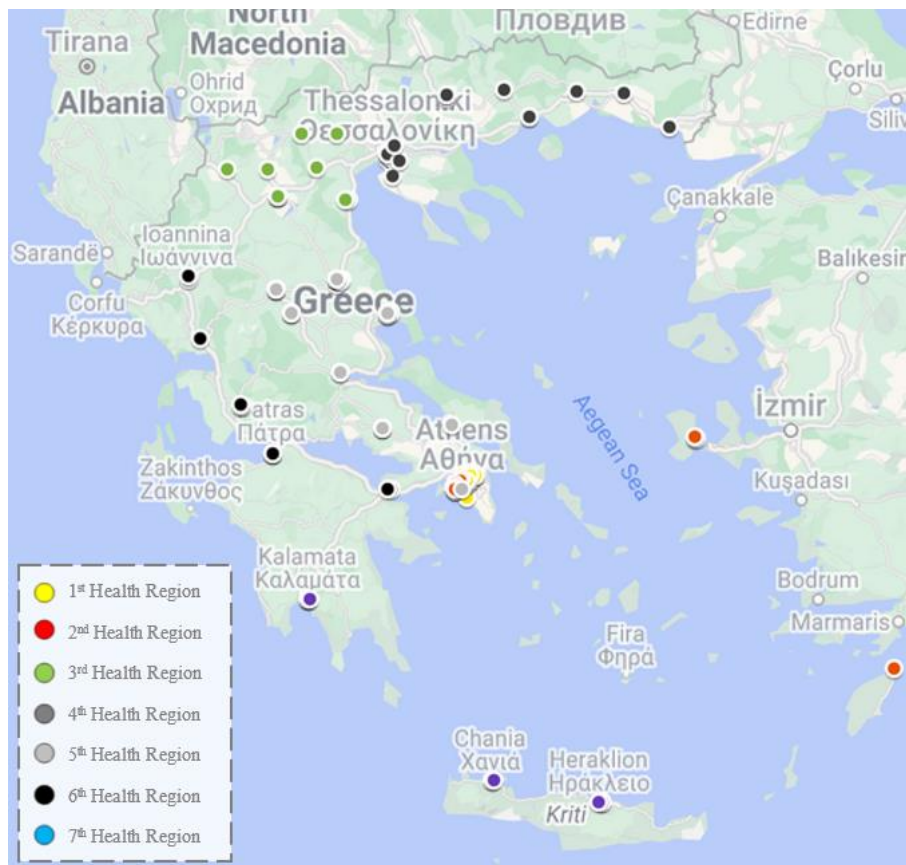 North
Macedonia
Пловдив
Edirne
Tirana
Çorlu
Siliv
Ohrid
Охрид
Albania
Thessaloniki
Θεσσαλονίκη
Çanakkale
Ioannina
Ιωάννινα
Sarandë
Balıkesir
Corfu
Κέρκυρα
Greece
Aegean Sea
İzmir
atras
Πάτρα
Athens
Αθήνα
Zakinthos
Ζάκυνθος
Kuşadası
Kalamata
Καλαμάτα
Bodrum
Marmaris
Fira
Φηρά
Chania
Χανιά
Heraklion
Ηράκλειο
Kriti
1st Health Region
2nd Health Region
3rd Health Region
4th Health Region
5th Health Region
6th Health Region
7th Health Region